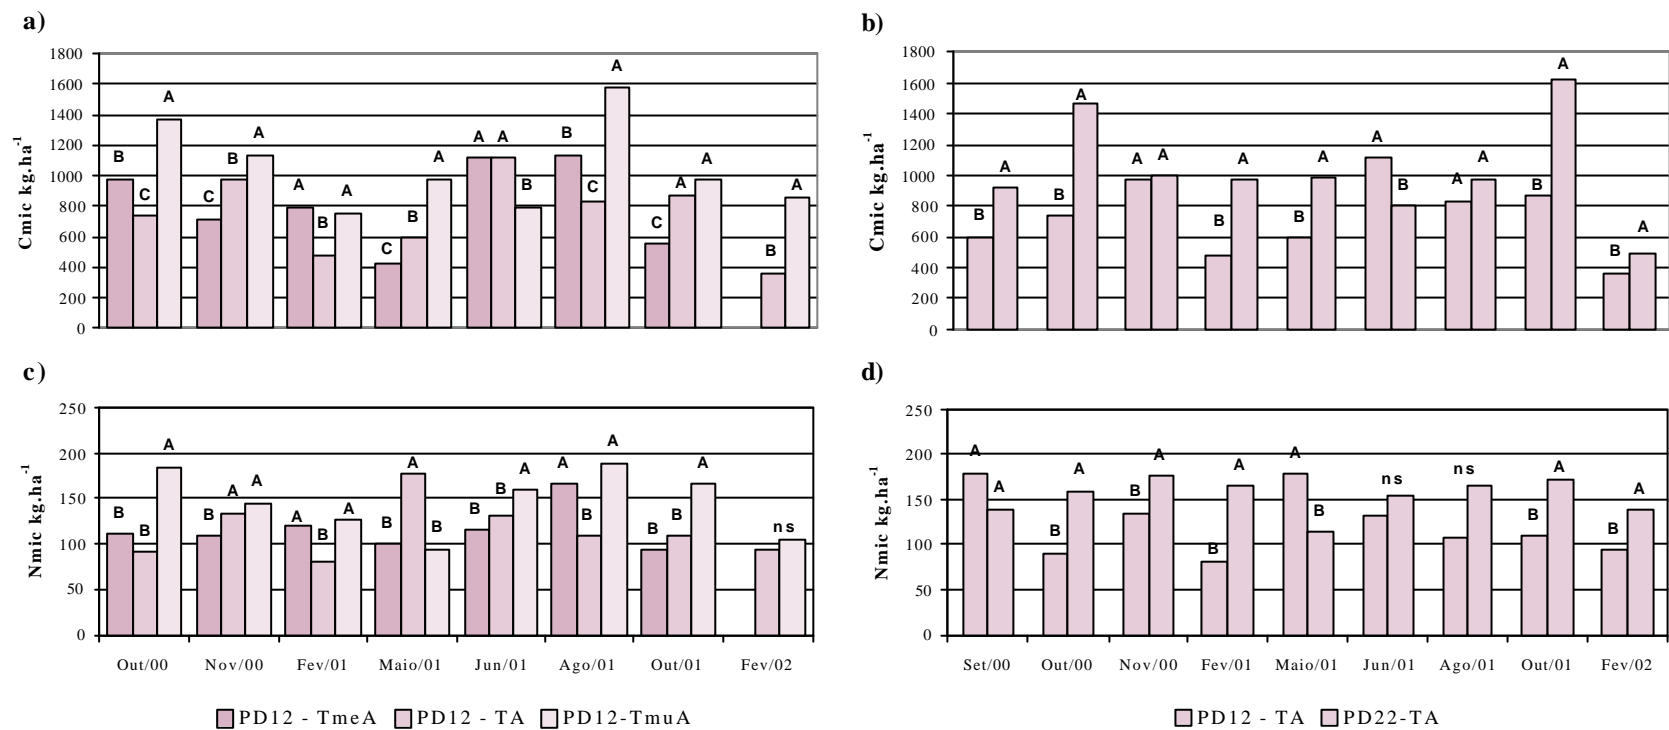 a)
1800
1600
1400
1200
1000
800
600
400
200
0
Cmic kg.ha-1
B C A
C B A
A B A
C B A
A A B
B C A
C A A
B A
b)
1800
1600
1400
1200
1000
800
600
400
200
0
Cmic kg.ha-1
B A
B A
A A
B A
B A
A B
A A
B A
B A
c)
250
200
150
100
50
0
Nmic kg.ha-1
B B A
B A A
A B A
B A B
B B A
A B A
B B A
ns
Out/00 Nov/00 Fev/01 Maio/01 Jun/01 Ago/01 Out/01 Fev/02
PD12 - TmeA PD12 - TA PD12-TmuA
d)
250
200
150
100
50
0
Nmic kg.ha-1
A A
B A
B A
B A
A B
ns
ns
B A
B A
Set/00 Out/00 Nov/00 Fev/01 Maio/01 Jun/01 Ago/01 Out/01 Fev/02
PD12 - TA PD22-TA